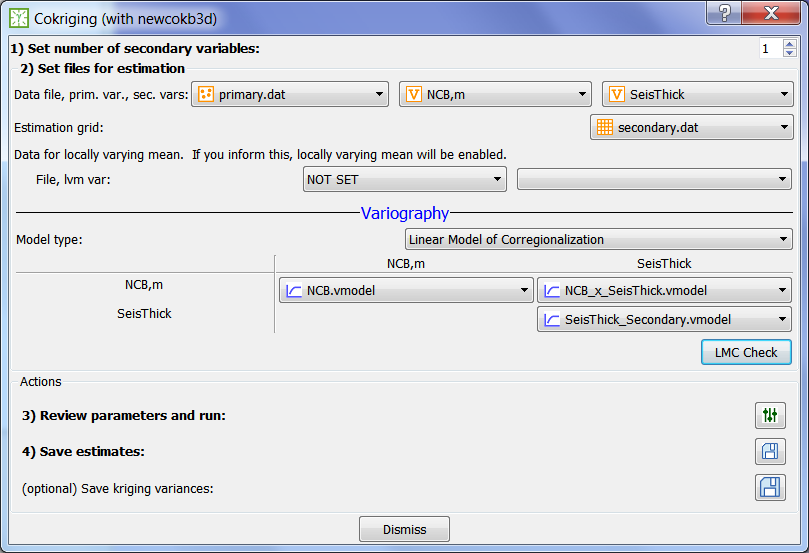 Cokriging (with newcokb3d)
1) Set number of secondary variables: 1
2) Set files for estimation
Data file, prim. var., sec. vars: primary.dat NCB,m SeisThick
Estimation grid: secondary.dat
Data for locally varying mean. If you inform this, locally varying mean will be enabled.
File, lvm var: NOT SET
Variography
Model type: Linear Model of Corregionalization
NCB,m SeisThick
NCB,m NCB.vmodel NCB_x_SeisThick.vmodel
SeisThick SeisThick_Secondary.vmodel
LMC Check
Actions
3) Review parameters and run:
4) Save estimates:
(optional) Save kriging variances:
Dismiss